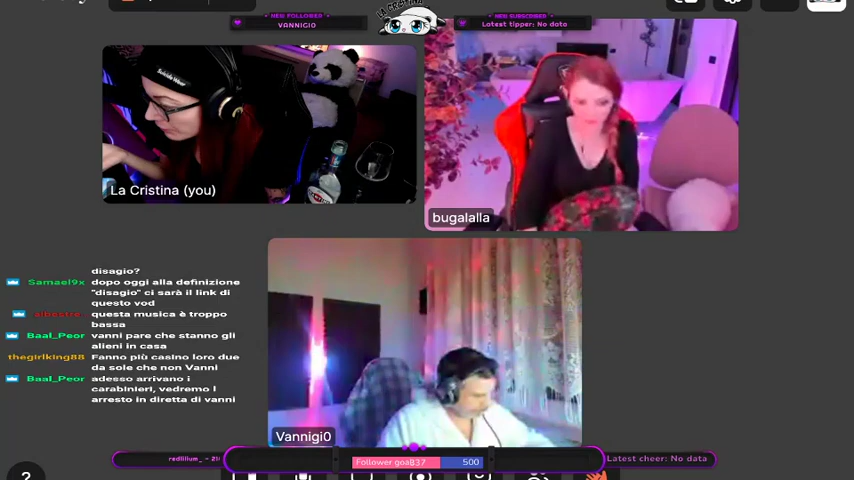 NEW FOLLOWER
VANNIGIO
LA CRISTINA
NEW SUBSCRIBER
Latest tipper: No data
La Cristina (you)
bugalalla
disagio?
Samael9x dopo oggi alla definizione
"disagio" ci sarà il link di
questo vod
questa musica è troppo
bassa
Baal_Peor vanni pare che stanno gli
alieni in casa
thegirlking88 Fanno più casino loro due
da sole che non Vanni
Baal_Peor adesso arrivano i
carabinieri, vedremo l
arresto in diretta di vanni
Vannigi0
redlilium_
Follower goal 837 500
Latest cheer: No data
?